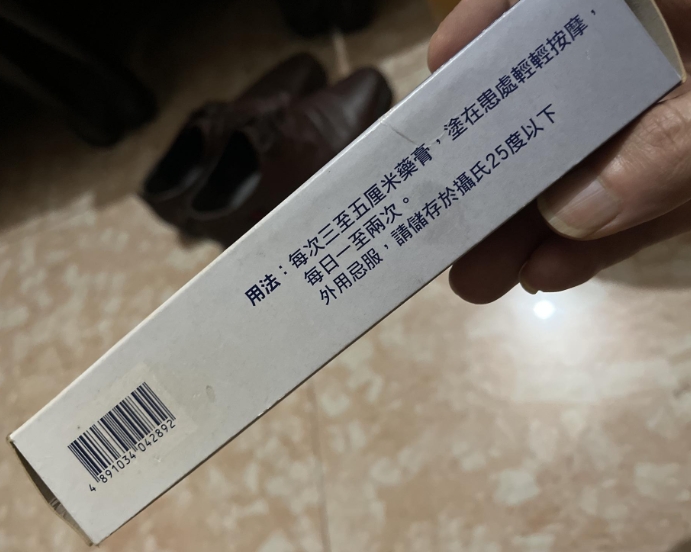 用法：每次三至五厘米藥膏，塗在患處輕輕按摩，
每日一至兩次。
外用忌服，請儲存於攝氏25度以下
4 891034 042892